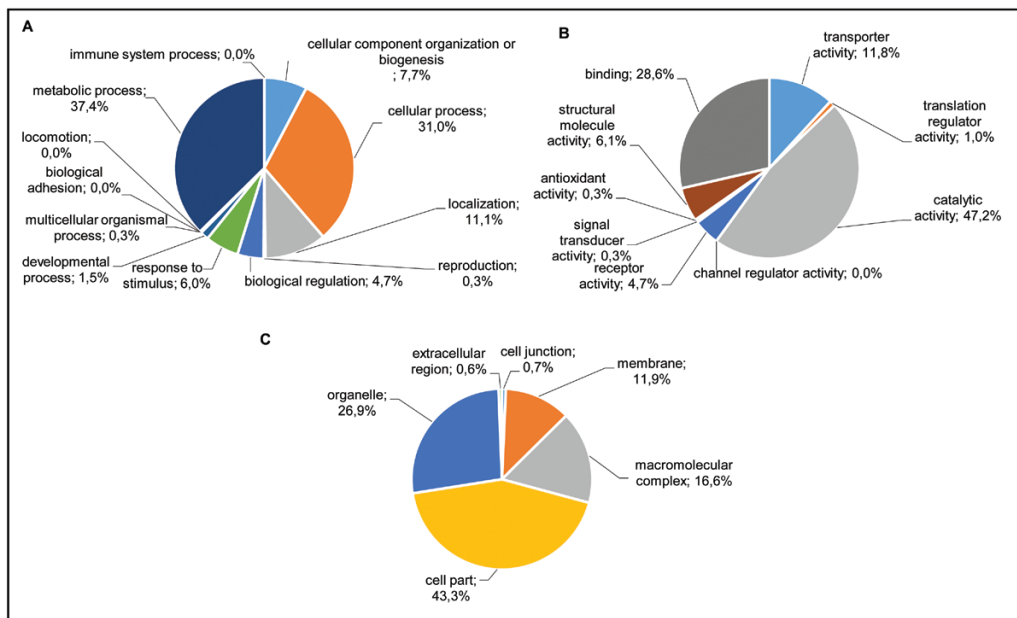 A
immune system process; 0,0%
cellular component organization or
biogenesis
; 7,7%
metabolic process;
37,4%
cellular process;
31,0%
locomotion;
0,0%
biological
adhesion; 0,0%
localization;
11,1%
multicellular organismal
process; 0,3%
developmental
process; 1,5%
response to
stimulus; 6,0%
biological regulation; 4,7%
reproduction;
0,3%
B
transporter
activity; 11,8%
binding; 28,6%
translation
regulator
activity; 1,0%
structural
molecule
activity; 6,1%
antioxidant
activity; 0,3%
catalytic
activity; 47,2%
signal
transducer
activity; 0,3%
receptor
activity; 4,7%
channel regulator activity; 0,0%
C
extracellular
region; 0,6%
cell junction;
0,7%
membrane;
11,9%
organelle;
26,9%
macromolecular
complex; 16,6%
cell part;
43,3%